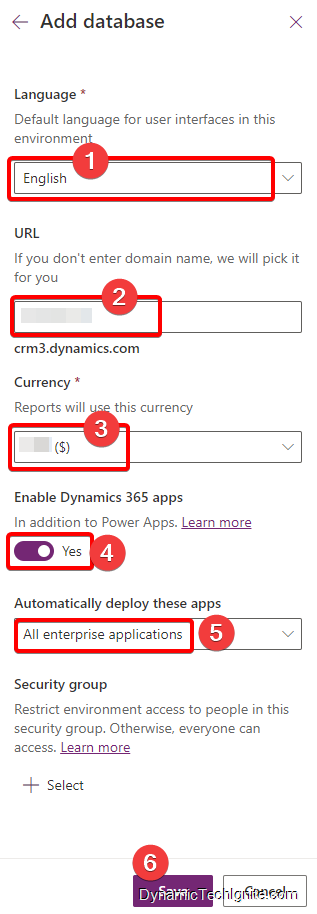 Add database
Language *
Default language for user interfaces in this
environment
1
English
URL
If you don't enter domain name, we will pick it
for you
2
crm3.dynamics.com
Currency *
Reports will use this currency
3
($)
Enable Dynamics 365 apps
In addition to Power Apps. Learn more
Yes 4
Automatically deploy these apps
All enterprise applications 5
Security group
Restrict environment access to people in this
security group. Otherwise, everyone can
access. Learn more
Select
6
Save Cancel
DynamicTechIgnite.com